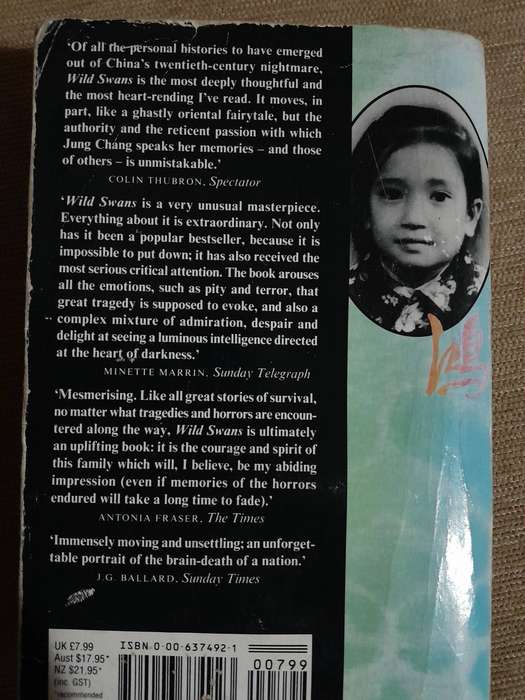 ‘Of all the personal histories to have emerged
out of China’s twentieth-century nightmare,
Wild Swans is the most deeply thoughtful and
the most heart-rending I’ve read. It moves, in
part, like a ghastly oriental fairytale, but the
authority and the reticent passion with which
Jung Chang speaks her memories – and those
of others – is unmistakable.’
COLIN THUBRON, Spectator
‘Wild Swans is a very unusual masterpiece.
Everything about it is extraordinary. Not only
has it been a popular bestseller, because it is
impossible to put down; it has also received the
most serious critical attention. The book arouses
all the emotions, such as pity and terror, that
great tragedy is supposed to evoke, and also a
complex mixture of admiration, despair and
delight at seeing a luminous intelligence directed
at the heart of darkness.’
MINETTE MARRIN, Sunday Telegraph
‘Mesmerising. Like all great stories of survival,
no matter what tragedies and horrors are encoun-
tered along the way, Wild Swans is ultimately
an uplifting book: it is the courage and spirit of
this family which will, I believe, be my abiding
impression (even if memories of the horrors
endured will take a long time to fade).’
ANTONIA FRASER, The Times
‘Immensely moving and unsettling; an unforget-
table portrait of the brain-death of a nation.’
J.G. BALLARD, Sunday Times
鴻
UK £7.99
Aust $17.95*
NZ $21.95*
(inc. GST)
*recommended
ISBN 0-00-637492-1
00799